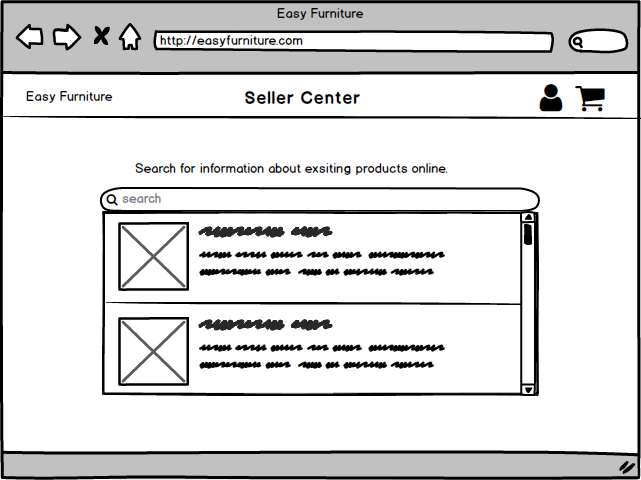 Easy Furniture
http://easyfurniture.com
Easy Furniture
Seller Center
Search for information about exsiting products online.
search